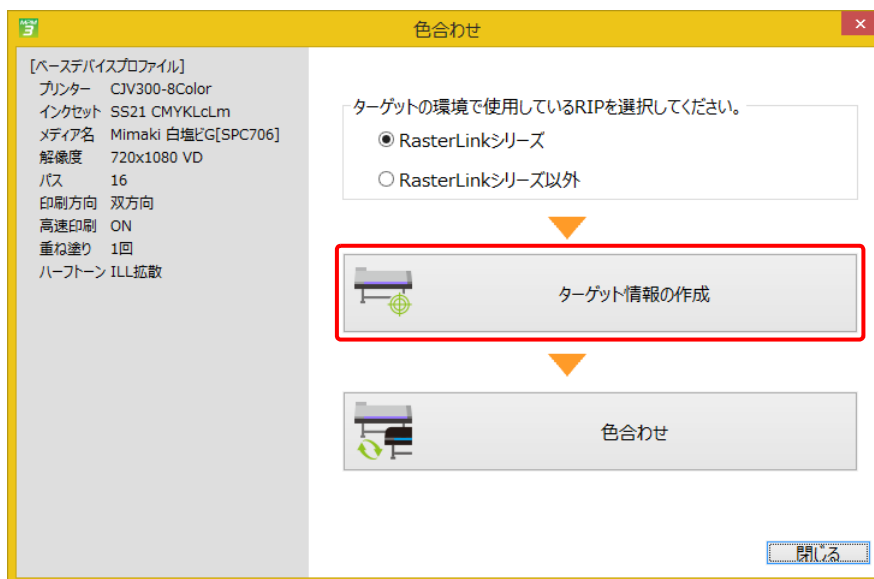 MPM
3
色合わせ
×
[ベースデバイスプロファイル]
プリンター CJV300-8Color
インクセット SS21 CMYKLcLm
メディア名 Mimaki 白塩ビG[SPC706]
解像度 720x1080 VD
パス 16
印刷方向 双方向
高速印刷 ON
重ね塗り 1回
ハーフトーン ILL拡散
ターゲットの環境で使用しているRIPを選択してください。
RasterLinkシリーズ
RasterLinkシリーズ以外
ターゲット情報の作成
色合わせ
閉じる